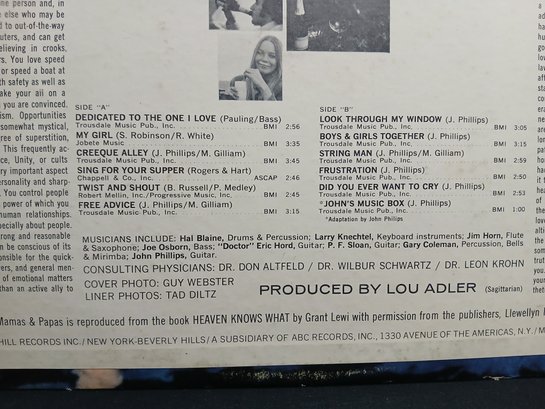 ne person and, in
e else who may be
d to out-of-the-way
uters, and can get
elieving in crooks,
rs. You love speed
or speed a boat at
th safety as well as
ake your all on a
you are convinced.
ism. Opportunities
somewhat mystical,
ree of superstition,
This frequently ac-
ce, Unity, or cults
ry important aspect
ersonality and sharp-
. You control people
power of which you
human relationships.
cially about people.
rong and reasonable
n be conscious of its
nsible for the quick-
vers, and general men-
of emotional matters
than an active ally to
SIDE "A"
DEDICATED TO THE ONE I LOVE (Pauling/Bass)
Trousdale Music Pub., Inc. BMI 2:56
MY GIRL (S. Robinson/R. White)
Jobete Music BMI 3:35
CREEQUE ALLEY (J. Phillips/M. Gilliam)
Trousdale Music Pub., Inc. BMI 3:45
SING FOR YOUR SUPPER (Rogers & Hart)
Chappell & Co., Inc. ASCAP 2:46
TWIST AND SHOUT (B. Russell/P. Medley)
Robert Mellin, Inc./Progressive Music, Inc. BMI 2:45
FREE ADVICE (J. Phillips/M. Gilliam)
Trousdale Music Pub., Inc. BMI 3:15
SIDE "B"
LOOK THROUGH MY WINDOW (J. Phillips)
Trousdale Music Pub., Inc. BMI 3:05
BOYS & GIRLS TOGETHER (J. Phillips)
Trousdale Music Pub., Inc. BMI 3:15
STRING MAN (J. Phillips/M. Gilliam)
Trousdale Music Pub., Inc. BMI 2:59
FRUSTRATION (J. Phillips)
Trousdale Music Pub., Inc. BMI 2:50
DID YOU EVER WANT TO CRY (J. Phillips)
Trousdale Music Pub., Inc. BMI 2:53
*JOHN'S MUSIC BOX (J. Phillips)
Trousdale Music Pub., Inc. BMI 1:00
*Adaptation by John Phillips
MUSICIANS INCLUDE: Hal Blaine, Drums & Percussion; Larry Knechtel, Keyboard instruments; Jim Horn, Flute
& Saxophone; Joe Osborn, Bass; "Doctor" Eric Hord, Guitar; P. F. Sloan, Guitar; Gary Coleman, Percussion, Bells
& Mirimba; John Phillips, Guitar.
CONSULTING PHYSICIANS: DR. DON ALTFELD / DR. WILBUR SCHWARTZ / DR. LEON KROHN
COVER PHOTO: GUY WEBSTER
LINER PHOTOS: TAD DILTZ
PRODUCED BY LOU ADLER (Sagittarian)
Mamas & Papas is reproduced from the book HEAVEN KNOWS WHAT by Grant Lewi with permission from the publishers, Llewellyn
HILL RECORDS INC./NEW YORK-BEVERLY HILLS/A SUBSIDIARY OF ABC RECORDS, INC., 1330 AVENUE OF THE AMERICAS, N.Y./